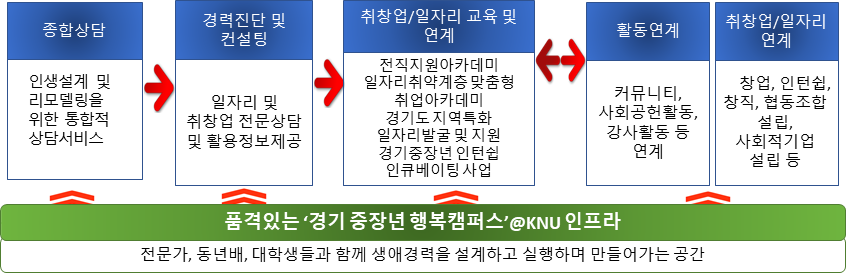 종합상담
인생설계 및
리모델링을
위한 통합적
상담서비스
경력진단 및
컨설팅
일자리 및
취창업 전문상담
및 활용정보제공
취창업/일자리 교육 및
연계
전직지원아카데미
일자리취약계층맞춤형
취업아카데미
경기도 지역특화
일자리발굴 및 지원
경기중장년 인턴쉽
인큐베이팅사업
활동연계
커뮤니티,
사회공헌활동,
강사활동 등
연계
취창업/일자리
연계
창업, 인턴쉽,
창직, 협동조합
설립,
사회적기업
설립 등
품격있는 '경기 중장년 행복캠퍼스'@KNU 인프라
전문가, 동년배, 대학생들과 함께 생애경력을 설계하고 실행하며 만들어가는 공간